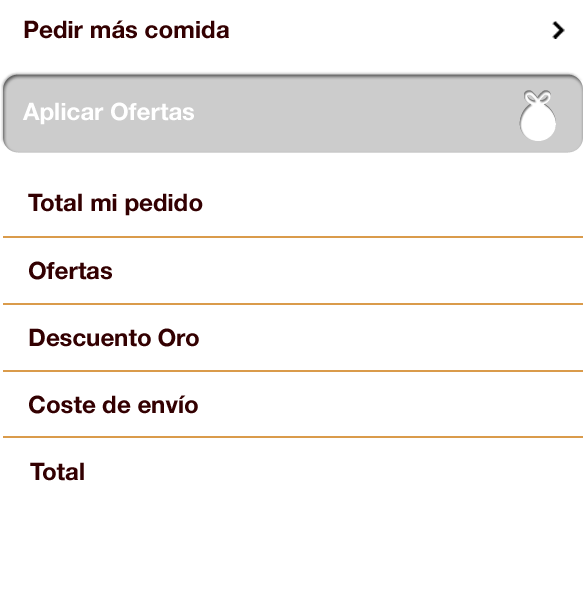 Pedir más comida
Aplicar Ofertas
Total mi pedido
Ofertas
Descuento Oro
Coste de envío
Total